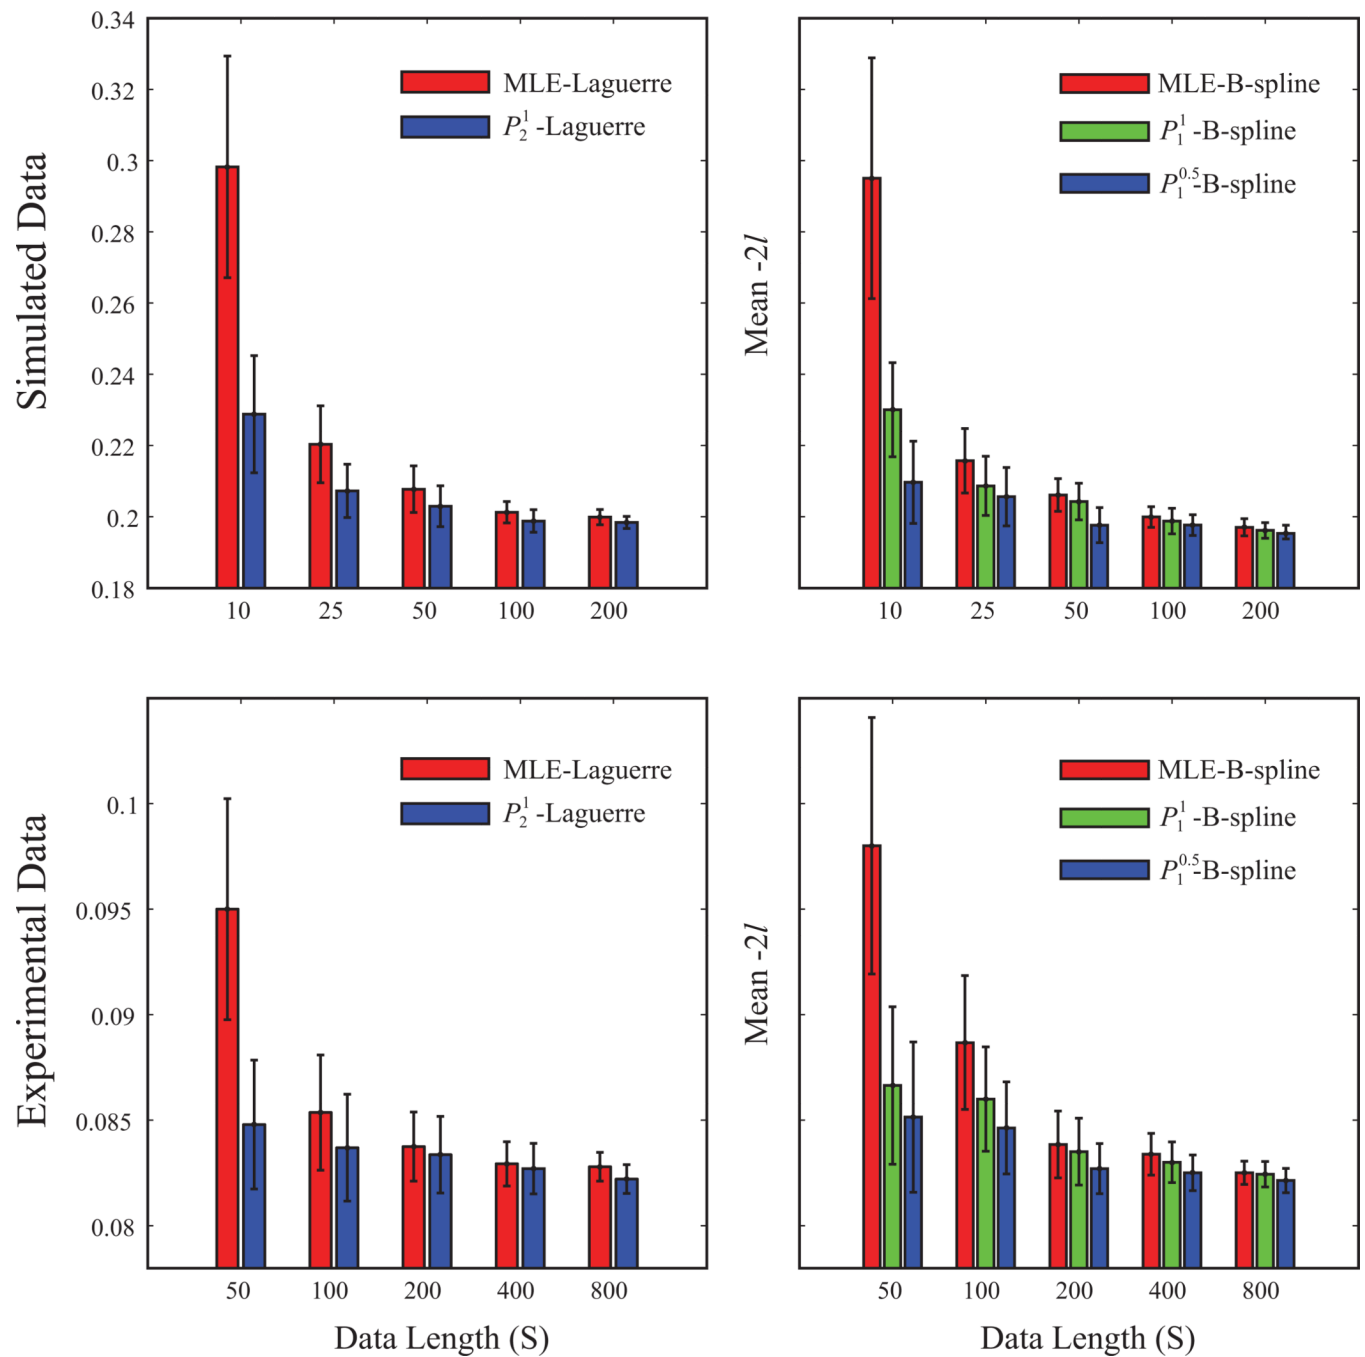 Simulated Data
0.34
0.32
0.3
0.28
0.26
0.24
0.22
0.2
0.18
MLE-Laguerre
P₂¹ -Laguerre
10 25 50 100 200
Mean -2l
MLE-B-spline
P₁¹ -B-spline
P₁⁰·⁵-B-spline
10 25 50 100 200
Experimental Data
0.1
0.095
0.09
0.085
0.08
MLE-Laguerre
P₂¹ -Laguerre
50 100 200 400 800
Data Length (S)
Mean -2l
MLE-B-spline
P₁¹ -B-spline
P₁⁰·⁵-B-spline
50 100 200 400 800
Data Length (S)